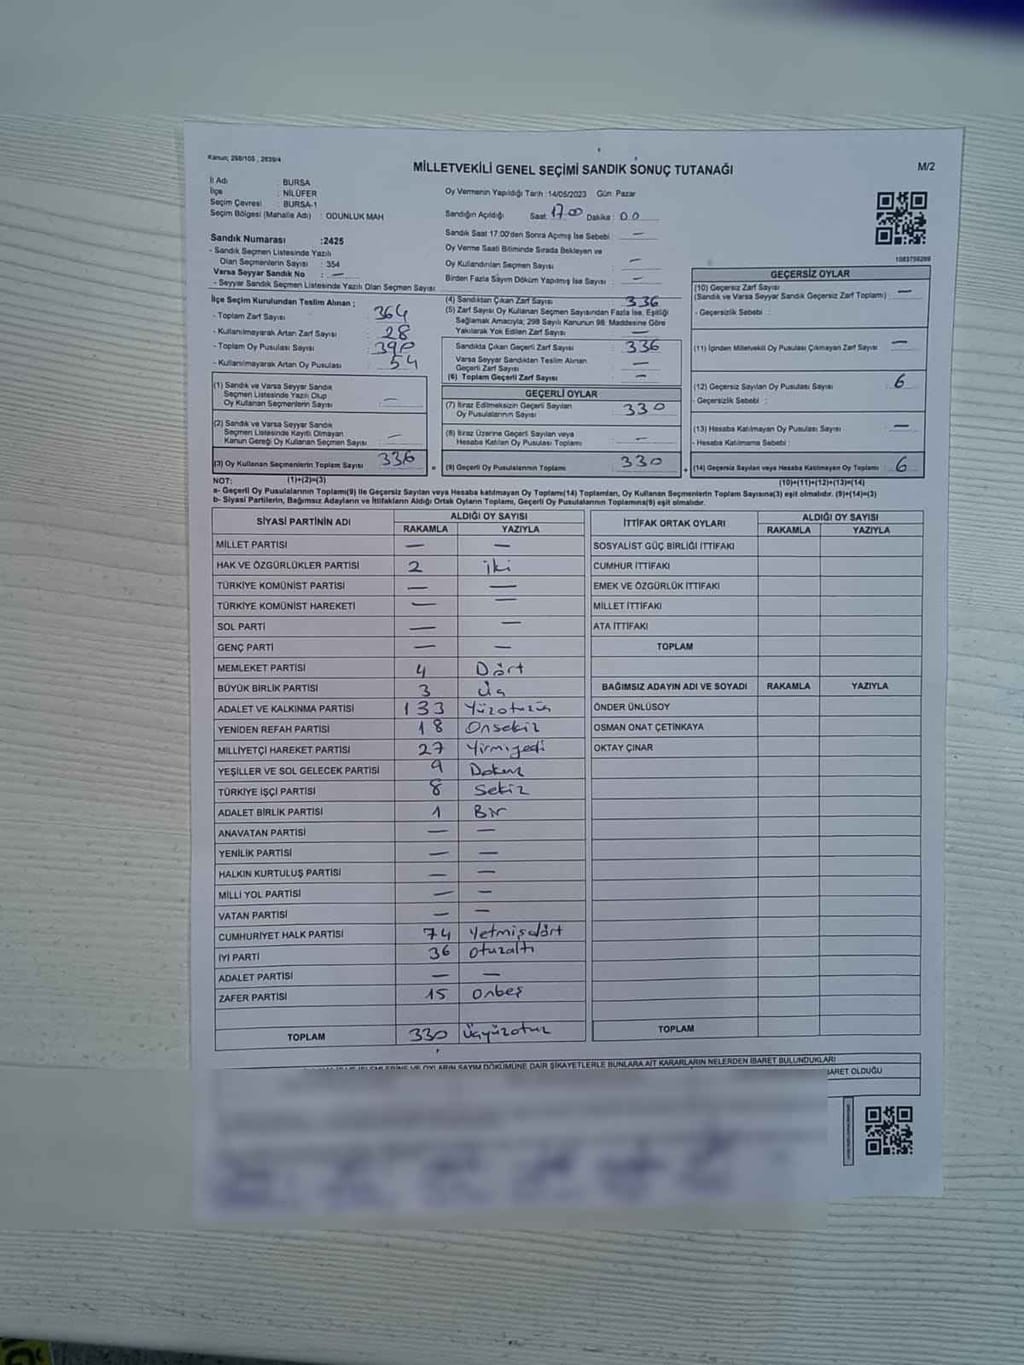 Kanun; 298/105 , 2839/4
MİLLETVEKİLİ GENEL SEÇİMİ SANDIK SONUÇ TUTANAĞI
M/2
İl Adı : BURSA
İlçe : NİLÜFER
Seçim Çevresi : BURSA-1
Seçim Bölgesi (Mahalle Adı) : ODUNLUK MAH
Oy Vermenin Yapıldığı Tarih :14/05/2023 Gün: Pazar
Sandığın Açıldığı Saat: 17 00 Dakika : 00
Sandık Saat 17:00'den Sonra Açımış İse Sebebi : —
Oy Verme Saati Bitiminde Sırada Bekleyen ve
Oy Kullandırılan Seçmen Sayısı : —
Birden Fazla Sayım Döküm Yapılmış İse Sayısı : —
Sandık Numarası :2425
- Sandık Seçmen Listesinde Yazılı
Olan Seçmenlerin Sayısı : 354
Varsa Seyyar Sandık No : —
- Seyyar Sandık Seçmen Listesinde Yazılı Olan Seçmen Sayısı
İlçe Seçim Kurulundan Teslim Alınan ;
- Toplam Zarf Sayısı : 364
- Kullanılmayarak Artan Zarf Sayısı : 28
- Toplam Oy Pusulası Sayısı : 390
- Kullanılmayarak Artan Oy Pusulası : 54
(1) Sandık ve Varsa Seyyar Sandık
Seçmen Listesinde Yazılı Olup
Oy Kullanan Seçmenlerin Sayısı : —
(2) Sandık ve Varsa Seyyar Sandık
Seçmen Listesinde Kayıtlı Olmayan
Kanun Gereği Oy Kullanan Seçmen Sayısı : —
(3) Oy Kullanan Seçmenlerin Toplam Sayısı 336
(4) Sandıktan Çıkan Zarf Sayısı : 336
(5) Zarf Sayısı Oy Kullanan Seçmen Sayısından Fazla İse, Eşitliği
Sağlamak Amacıyla; 298 Sayılı Kanunun 98. Maddesine Göre
Yakılarak Yok Edilen Zarf Sayısı : —
Sandıkta Çıkan Geçerli Zarf Sayısı : 336
Varsa Seyyar Sandıktan Teslim Alınan
Geçerli Zarf Sayısı : —
(6) Toplam Geçerli Zarf Sayısı : —
GEÇERLİ OYLAR
(7) İtiraz Edilmeksizin Geçerli Sayılan
Oy Pusulalarının Sayısı : 330
(8) İtiraz Üzerine Geçerli Sayılan veya
Hesaba Katılan Oy Pusulası Toplamı : —
(9) Geçerli Oy Pusulalarının Toplamı : 330
1083756200
GEÇERSİZ OYLAR
(10) Geçersiz Zarf Sayısı : —
(Sandık ve Varsa Seyyar Sandık Geçersiz Zarf Toplamı)
- Geçersizlik Sebebi :
(11) İçinden Milletvekili Oy Pusulası Çıkmayan Zarf Sayısı : —
(12) Geçersiz Sayılan Oy Pusulası Sayısı : 6
- Geçersizlik Sebebi :
(13) Hesaba Katılmayan Oy Pusulası Sayısı : —
- Hesaba Katılmama Sebebi :
(14) Geçersiz Sayılan veya Hesaba Katılmayan Oy Toplamı : 6
NOT: (1)+(2)=(3)
(10)+(11)+(12)+(13)=(14)
a- Geçerli Oy Pusulalarının Toplamı(9) ile Geçersiz Sayılan veya Hesaba katılmayan Oy Toplamı(14) Toplamları, Oy Kullanan Seçmenlerin Toplam Sayısına(3) eşit olmalıdır. (9)+(14)=(3)
b- Siyasi Partilerin, Bağımsız Adayların ve İttifakların Aldığı Ortak Oyların Toplamı, Geçerli Oy Pusulalarının Toplamına(9) eşit olmalıdır.
SİYASİ PARTİNİN ADI ALDIĞI OY SAYISI
RAKAMLA YAZIYLA
MİLLET PARTİSİ — —
HAK VE ÖZGÜRLÜKLER PARTİSİ 2 iki
TÜRKİYE KOMÜNİST PARTİSİ — —
TÜRKİYE KOMÜNİST HAREKETİ — —
SOL PARTİ — —
GENÇ PARTİ — —
MEMLEKET PARTİSİ 4 Dört
BÜYÜK BİRLİK PARTİSİ 3 Üç
ADALET VE KALKINMA PARTİSİ 133 Yüzotuzüç
YENİDEN REFAH PARTİSİ 18 Onsekiz
MİLLİYETÇİ HAREKET PARTİSİ 27 Yirmiyedi
YEŞİLLER VE SOL GELECEK PARTİSİ 9 Dokuz
TÜRKİYE İŞÇİ PARTİSİ 8 Sekiz
ADALET BİRLİK PARTİSİ 1 Bir
ANAVATAN PARTİSİ — —
YENİLİK PARTİSİ — —
HALKIN KURTULUŞ PARTİSİ — —
MİLLİ YOL PARTİSİ — —
VATAN PARTİSİ — —
CUMHURİYET HALK PARTİSİ 74 Yetmişdört
İYİ PARTİ 36 Otuzaltı
ADALET PARTİSİ — —
ZAFER PARTİSİ 15 Onbeş
TOPLAM 330 Üçyüzotuz
İTTİFAK ORTAK OYLARI ALDIĞI OY SAYISI
RAKAMLA YAZIYLA
SOSYALİST GÜÇ BİRLİĞİ İTTİFAKI
CUMHUR İTTİFAKI
EMEK VE ÖZGÜRLÜK İTTİFAKI
MİLLET İTTİFAKI
ATA İTTİFAKI
TOPLAM
BAĞIMSIZ ADAYIN ADI VE SOYADI RAKAMLA YAZIYLA
ÖNDER ÜNLÜSOY
OSMAN ONAT ÇETİNKAYA
OKTAY ÇINAR
TOPLAM
OYLARIN SAYIM DÖKÜMÜNE DAİR ŞİKAYETLERLE BUNLARA AİT KARARLARIN NELERDEN İBARET BULUNDUKLARI
OLDUĞU